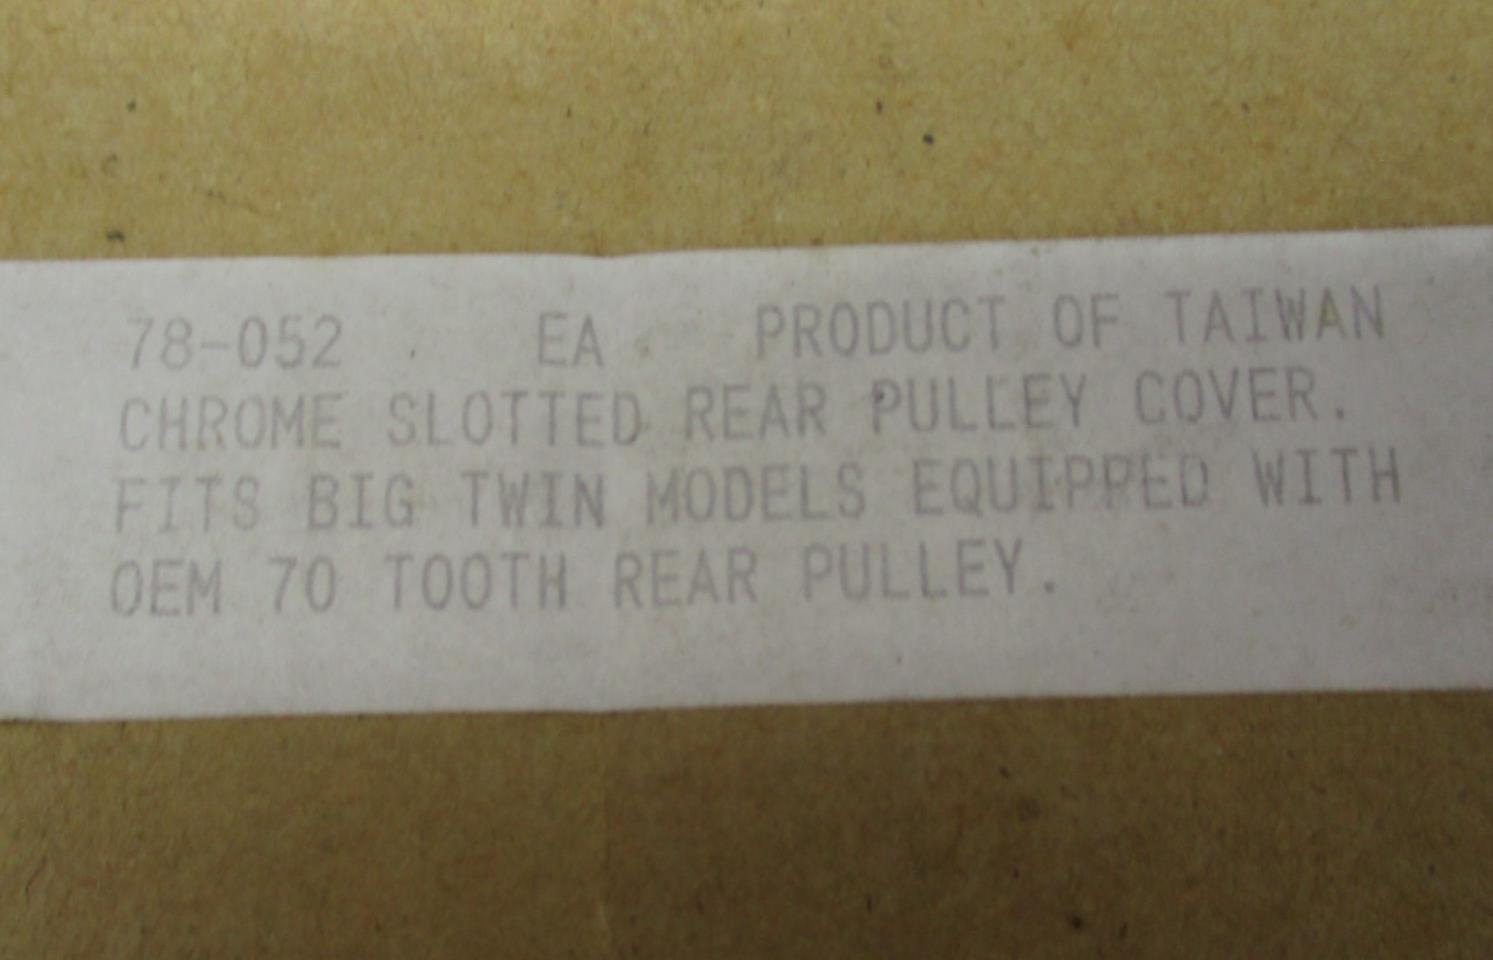 78-052 EA PRODUCT OF TAIWAN
CHROME SLOTTED REAR PULLEY COVER.
FITS BIG TWIN MODELS EQUIPPED WITH
OEM 70 TOOTH REAR PULLEY.